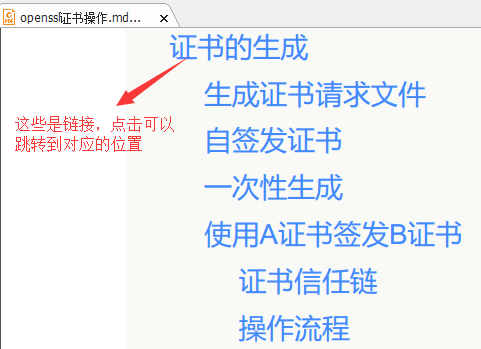 openssl证书操作.md...
证书的生成
生成证书请求文件
这些是链接，点击可以
跳转到对应的位置
自签发证书
一次性生成
使用A证书签发B证书
证书信任链
操作流程